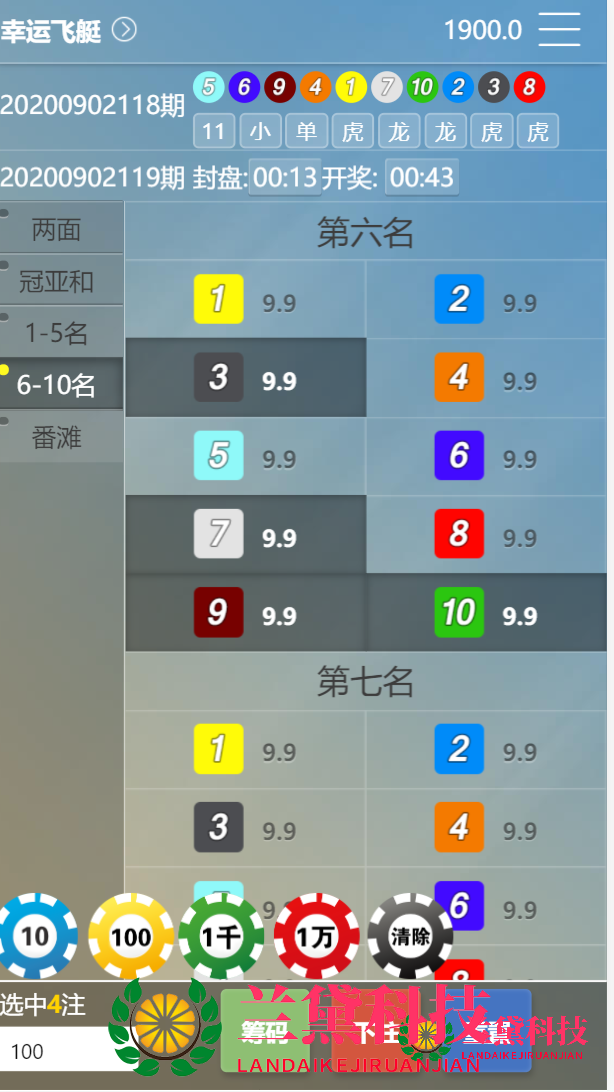 幸运飞艇 1900.0
20200902118期 5 6 9 4 1 7 10 2 3 8
11 小 单 虎 龙 龙 虎 虎
20200902119期 封盘:00:13 开奖: 00:43
两面
冠亚和
1-5名
6-10名
番滩
第六名
1 9.9 2 9.9
3 9.9 4 9.9
5 9.9 6 9.9
7 9.9 8 9.9
9 9.9 10 9.9
第七名
1 9.9 2 9.9
3 9.9 4 9.9
6 9.9
10 100 1千 1万 清除
选中4注
100
筹码 下注 重置
兰黛科技
LANDAIKEJIRUANJIAN
兰黛科技
LANDAIKEJIRUANJIAN